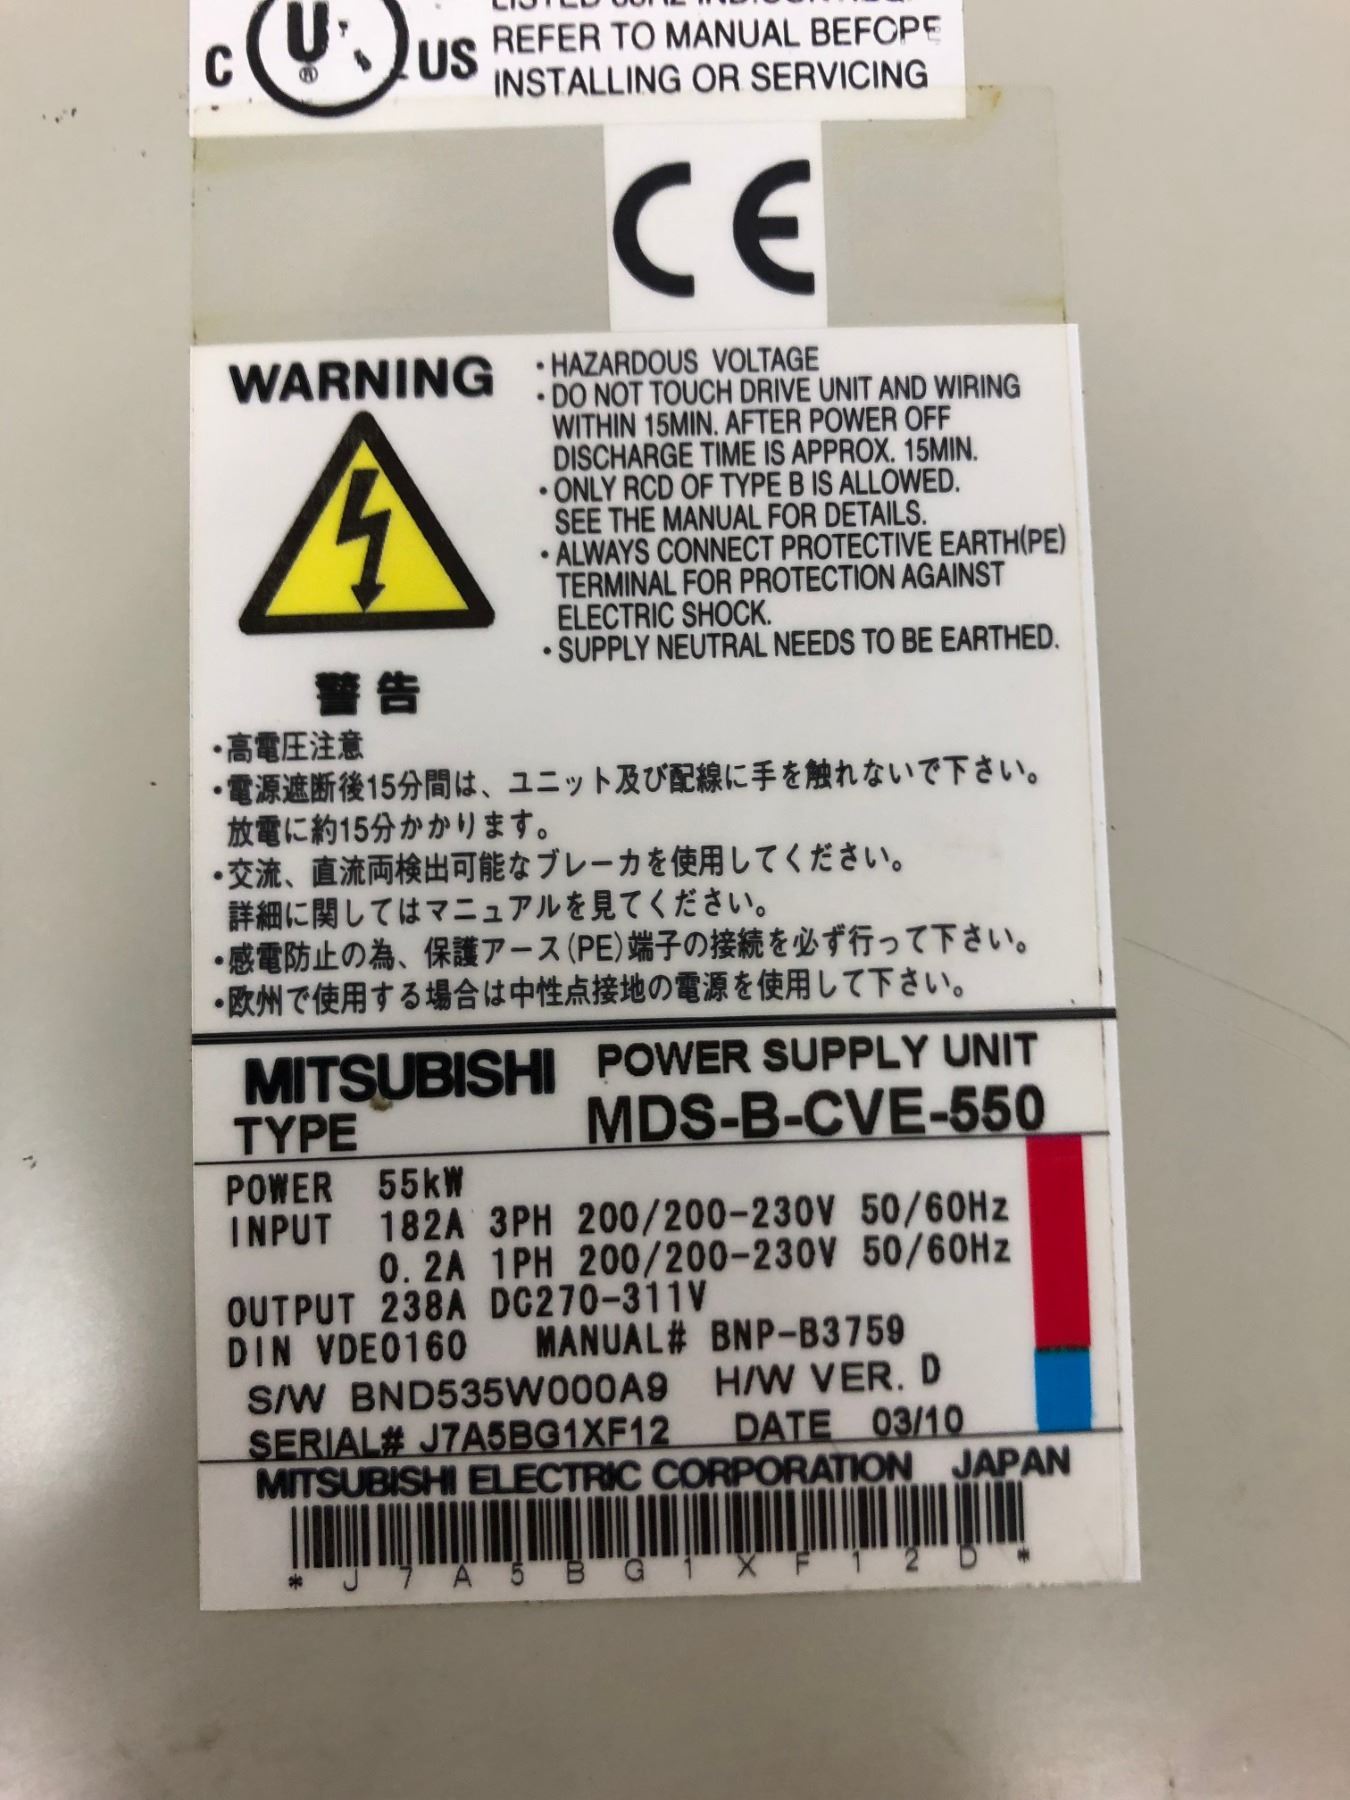 C UL® US
REFER TO MANUAL BEFORE
INSTALLING OR SERVICING
CE
WARNING
・HAZARDOUS VOLTAGE
・DO NOT TOUCH DRIVE UNIT AND WIRING
WITHIN 15MIN. AFTER POWER OFF
DISCHARGE TIME IS APPROX. 15MIN.
・ONLY RCD OF TYPE B IS ALLOWED.
SEE THE MANUAL FOR DETAILS.
・ALWAYS CONNECT PROTECTIVE EARTH(PE)
TERMINAL FOR PROTECTION AGAINST
ELECTRIC SHOCK.
・SUPPLY NEUTRAL NEEDS TO BE EARTHED.
警告
・高電圧注意
・電源遮断後15分間は、ユニット及び配線に手を触れないで下さい。
放電に約15分かかります。
・交流、直流両検出可能なブレーカを使用してください。
詳細に関してはマニュアルを見てください。
・感電防止の為、保護アース(PE)端子の接続を必ず行って下さい。
・欧州で使用する場合は中性点接地の電源を使用して下さい。
MITSUBISHI POWER SUPPLY UNIT
TYPE MDS-B-CVE-550
POWER 55kW
INPUT 182A 3PH 200/200-230V 50/60Hz
0.2A 1PH 200/200-230V 50/60Hz
OUTPUT 238A DC270-311V
DIN VDE0160 MANUAL# BNP-B3759
S/W BND535W000A9 H/W VER. D
SERIAL# J7A5BG1XF12 DATE 03/10
MITSUBISHI ELECTRIC CORPORATION JAPAN
* J 7 A 5 B G 1 X F 1 2 D *